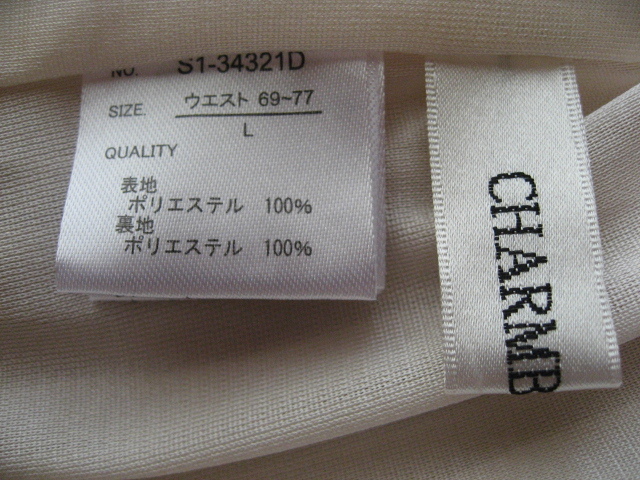 NO. S1-34321D
SIZE. ウエスト 69~77
L
QUALITY
表地
ポリエステル 100%
裏地
ポリエステル 100%
CHARMB